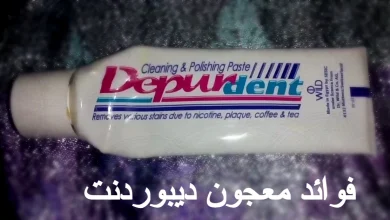 Cleaning & Polishing Paste
Depurdent
Removes various stains due to nicotine, plaque, coffee & tea
WILD
فوائد معجون ديبوردنت